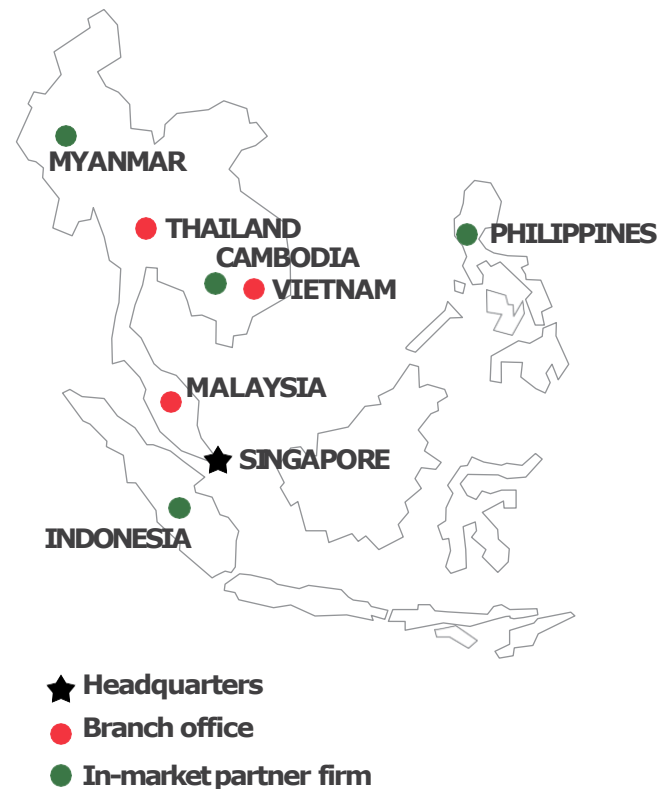 MYANMAR
THAILAND
PHILIPPINES
CAMBODIA
VIETNAM
MALAYSIA
SINGAPORE
INDONESIA
Headquarters
Branch office
In-market partner firm